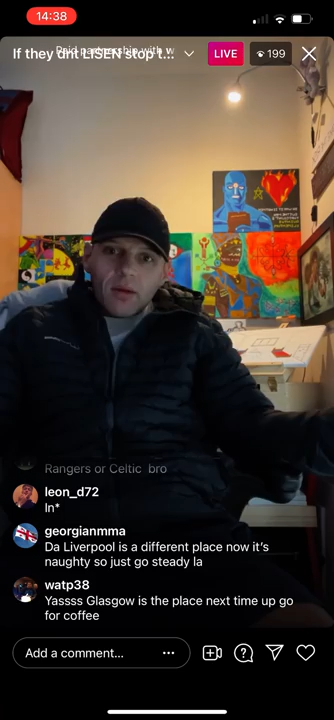 14:38
If they dnt LISEN stop t...
Paid partnership with w
LIVE
199
Rangers or Celtic bro
leon_d72
In*
georgianmma
Da Liverpool is a different place now it's
naughty so just go steady la
watp38
Yassss Glasgow is the place next time up go
for coffee
Add a comment...